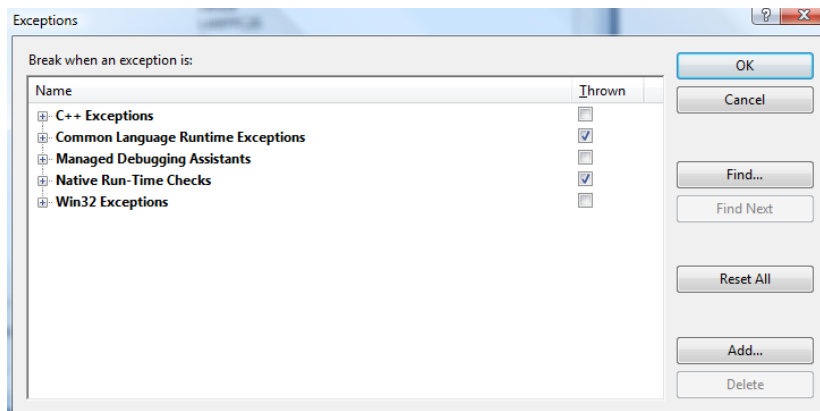 Exceptions
Break when an exception is:
Name Thrown
C++ Exceptions
Common Language Runtime Exceptions
Managed Debugging Assistants
Native Run-Time Checks
Win32 Exceptions
OK
Cancel
Find...
Find Next
Reset All
Add...
Delete